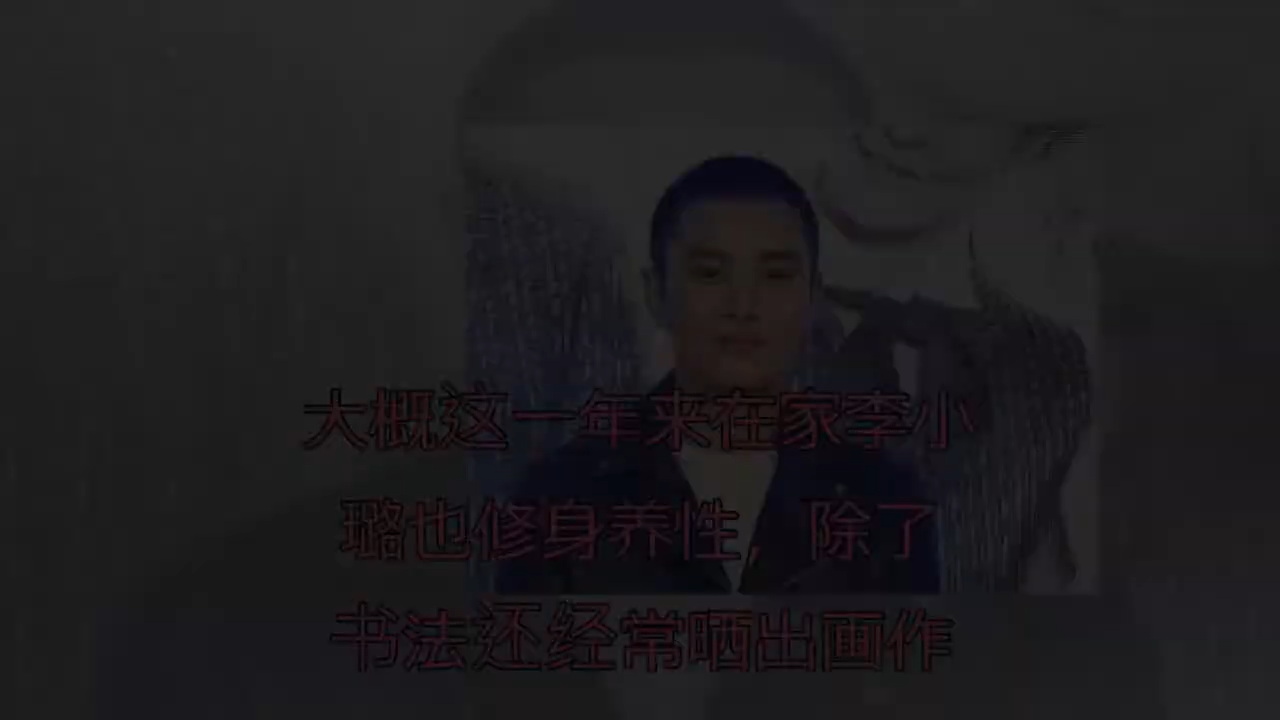 大概这一年来在家李小
璐也修身养性，除了
书法还经常晒出画作